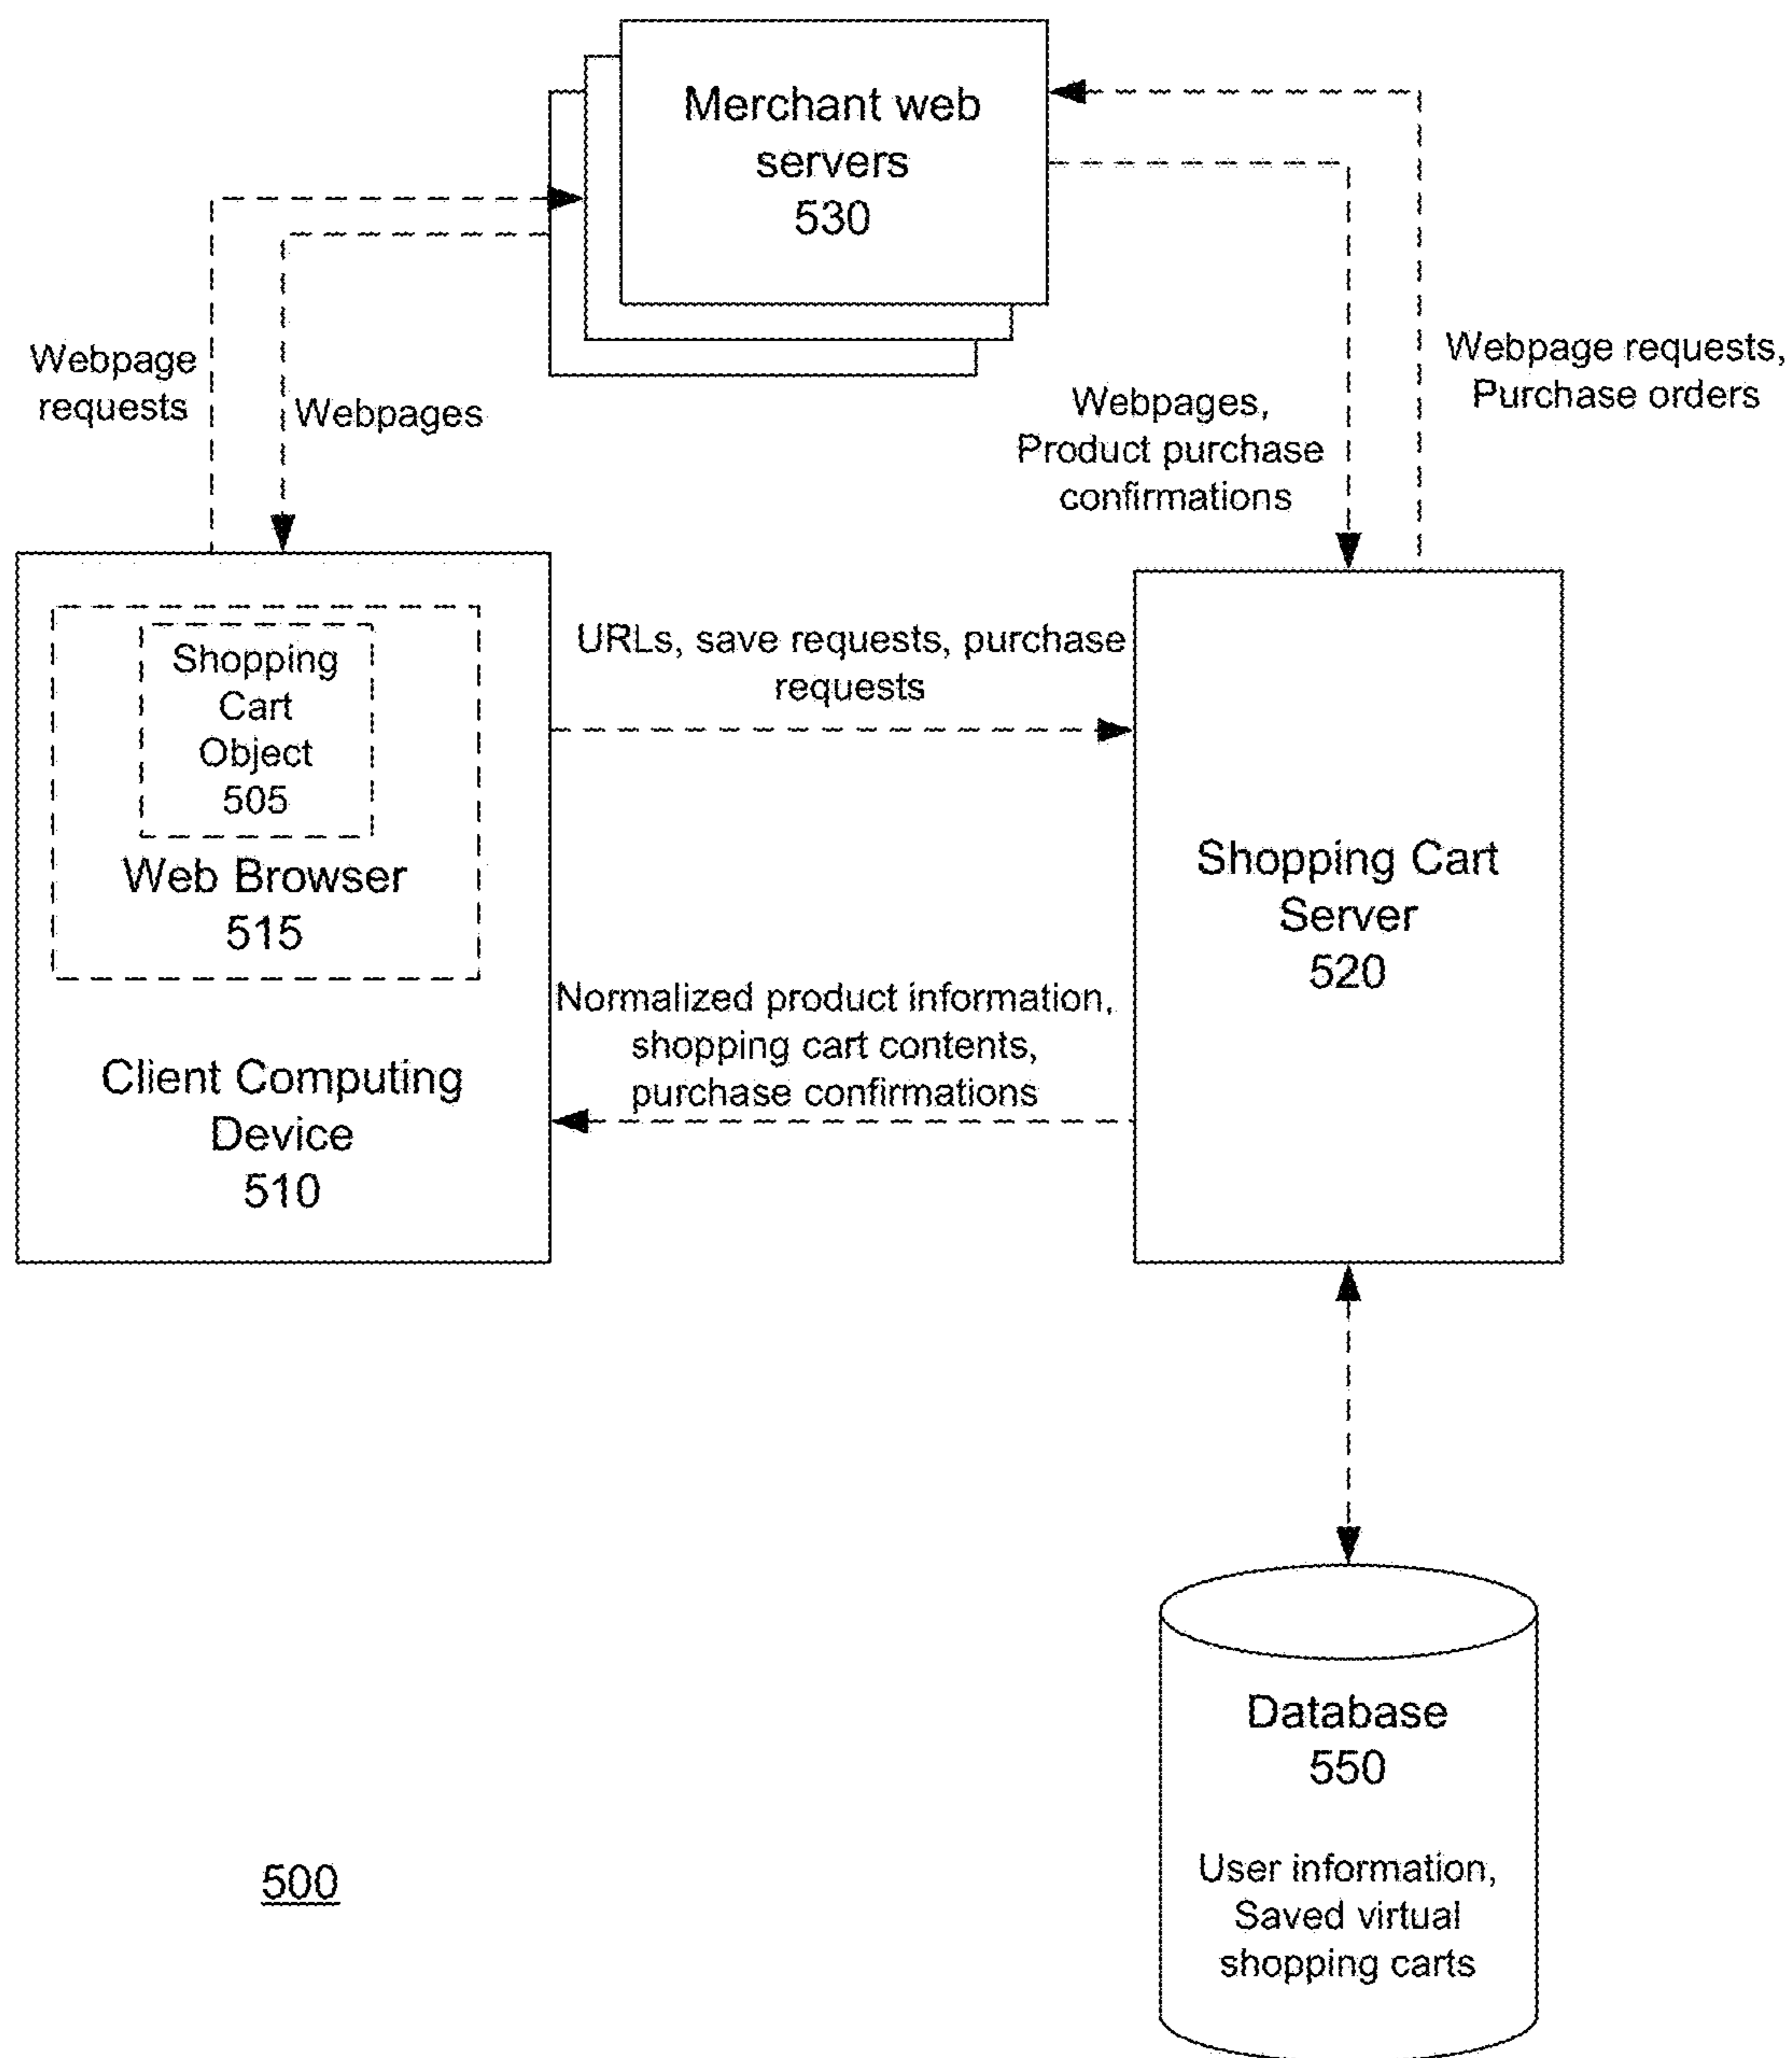 Merchant web
servers
530
Webpage
requests
Webpages
Webpages,
Product purchase
confirmations
Webpage requests,
Purchase orders
Shopping
Cart
Object
505
Web Browser
515
Client Computing
Device
510
URLs, save requests, purchase
requests
Normalized product information,
shopping cart contents,
purchase confirmations
Shopping Cart
Server
520
Database
550
User information,
Saved virtual
shopping carts
500